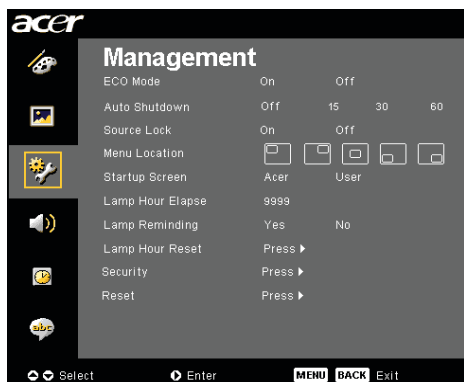 acer
Management
ECO Mode On Off
Auto Shutdown Off 15 30 60
Source Lock On Off
Menu Location
Startup Screen Acer User
Lamp Hour Elapse 9999
Lamp Reminding Yes No
Lamp Hour Reset Press
Security Press
Reset Press
abc
Select Enter MENU BACK Exit